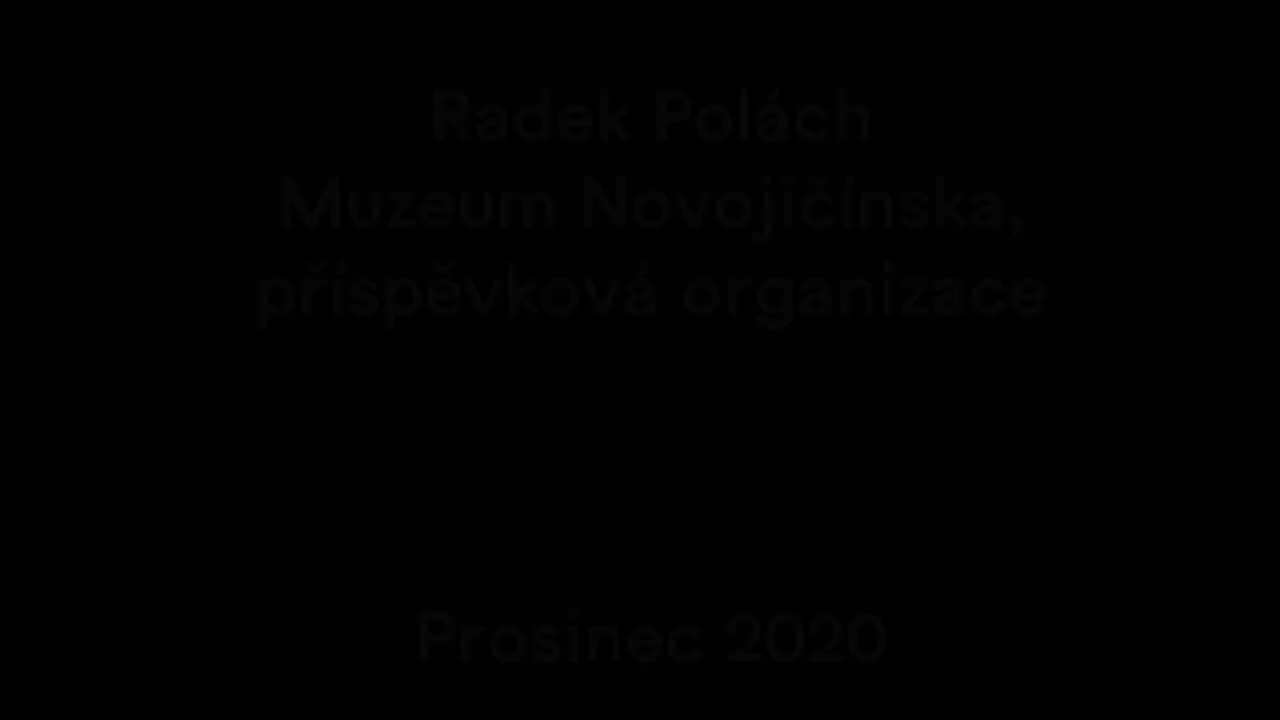 Radek Polách
Muzeum Novojičínska,
příspěvková organizace
Prosinec 2020